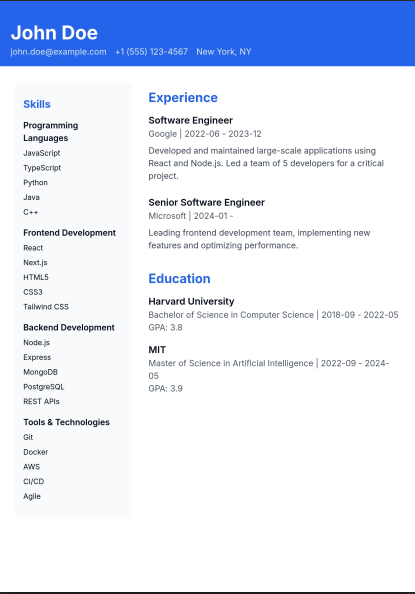 John Doe
john.doe@example.com +1 (555) 123-4567 New York, NY
Skills
Programming
Languages
JavaScript
TypeScript
Python
Java
C++
Frontend Development
React
Next.js
HTML5
CSS3
Tailwind CSS
Backend Development
Node.js
Express
MongoDB
PostgreSQL
REST APIs
Tools & Technologies
Git
Docker
AWS
CI/CD
Agile
Experience
Software Engineer
Google | 2022-06 - 2023-12
Developed and maintained large-scale applications using
React and Node.js. Led a team of 5 developers for a critical
project.
Senior Software Engineer
Microsoft | 2024-01 -
Leading frontend development team, implementing new
features and optimizing performance.
Education
Harvard University
Bachelor of Science in Computer Science | 2018-09 - 2022-05
GPA: 3.8
MIT
Master of Science in Artificial Intelligence | 2022-09 - 2024-
05
GPA: 3.9